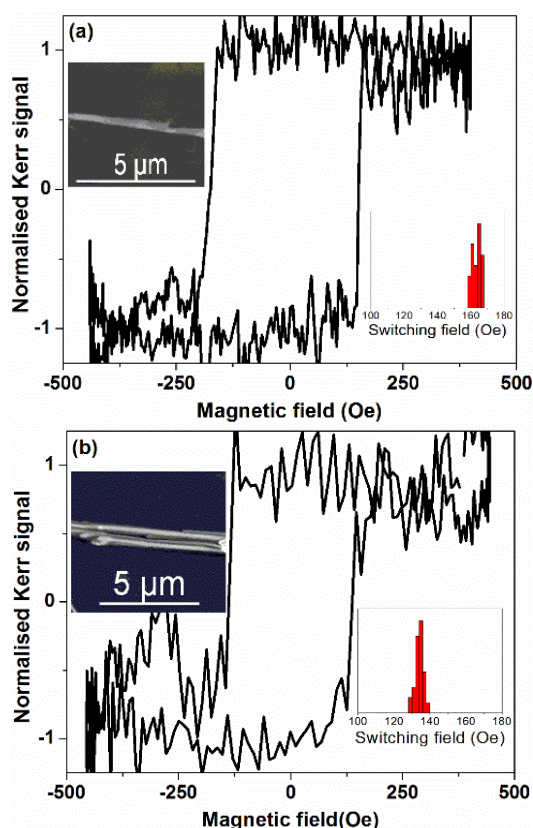 (a)
Normalised Kerr signal
1
0
-1
5 µm
100 120 140 160 180
Switching field (Oe)
-500 -250 0 250 500
Magnetic field (Oe)
(b)
Normalised Kerr signal
1
0
-1
5 µm
100 120 140 160 180
Switching field (Oe)
-500 -250 0 250 500
Magnetic field(Oe)